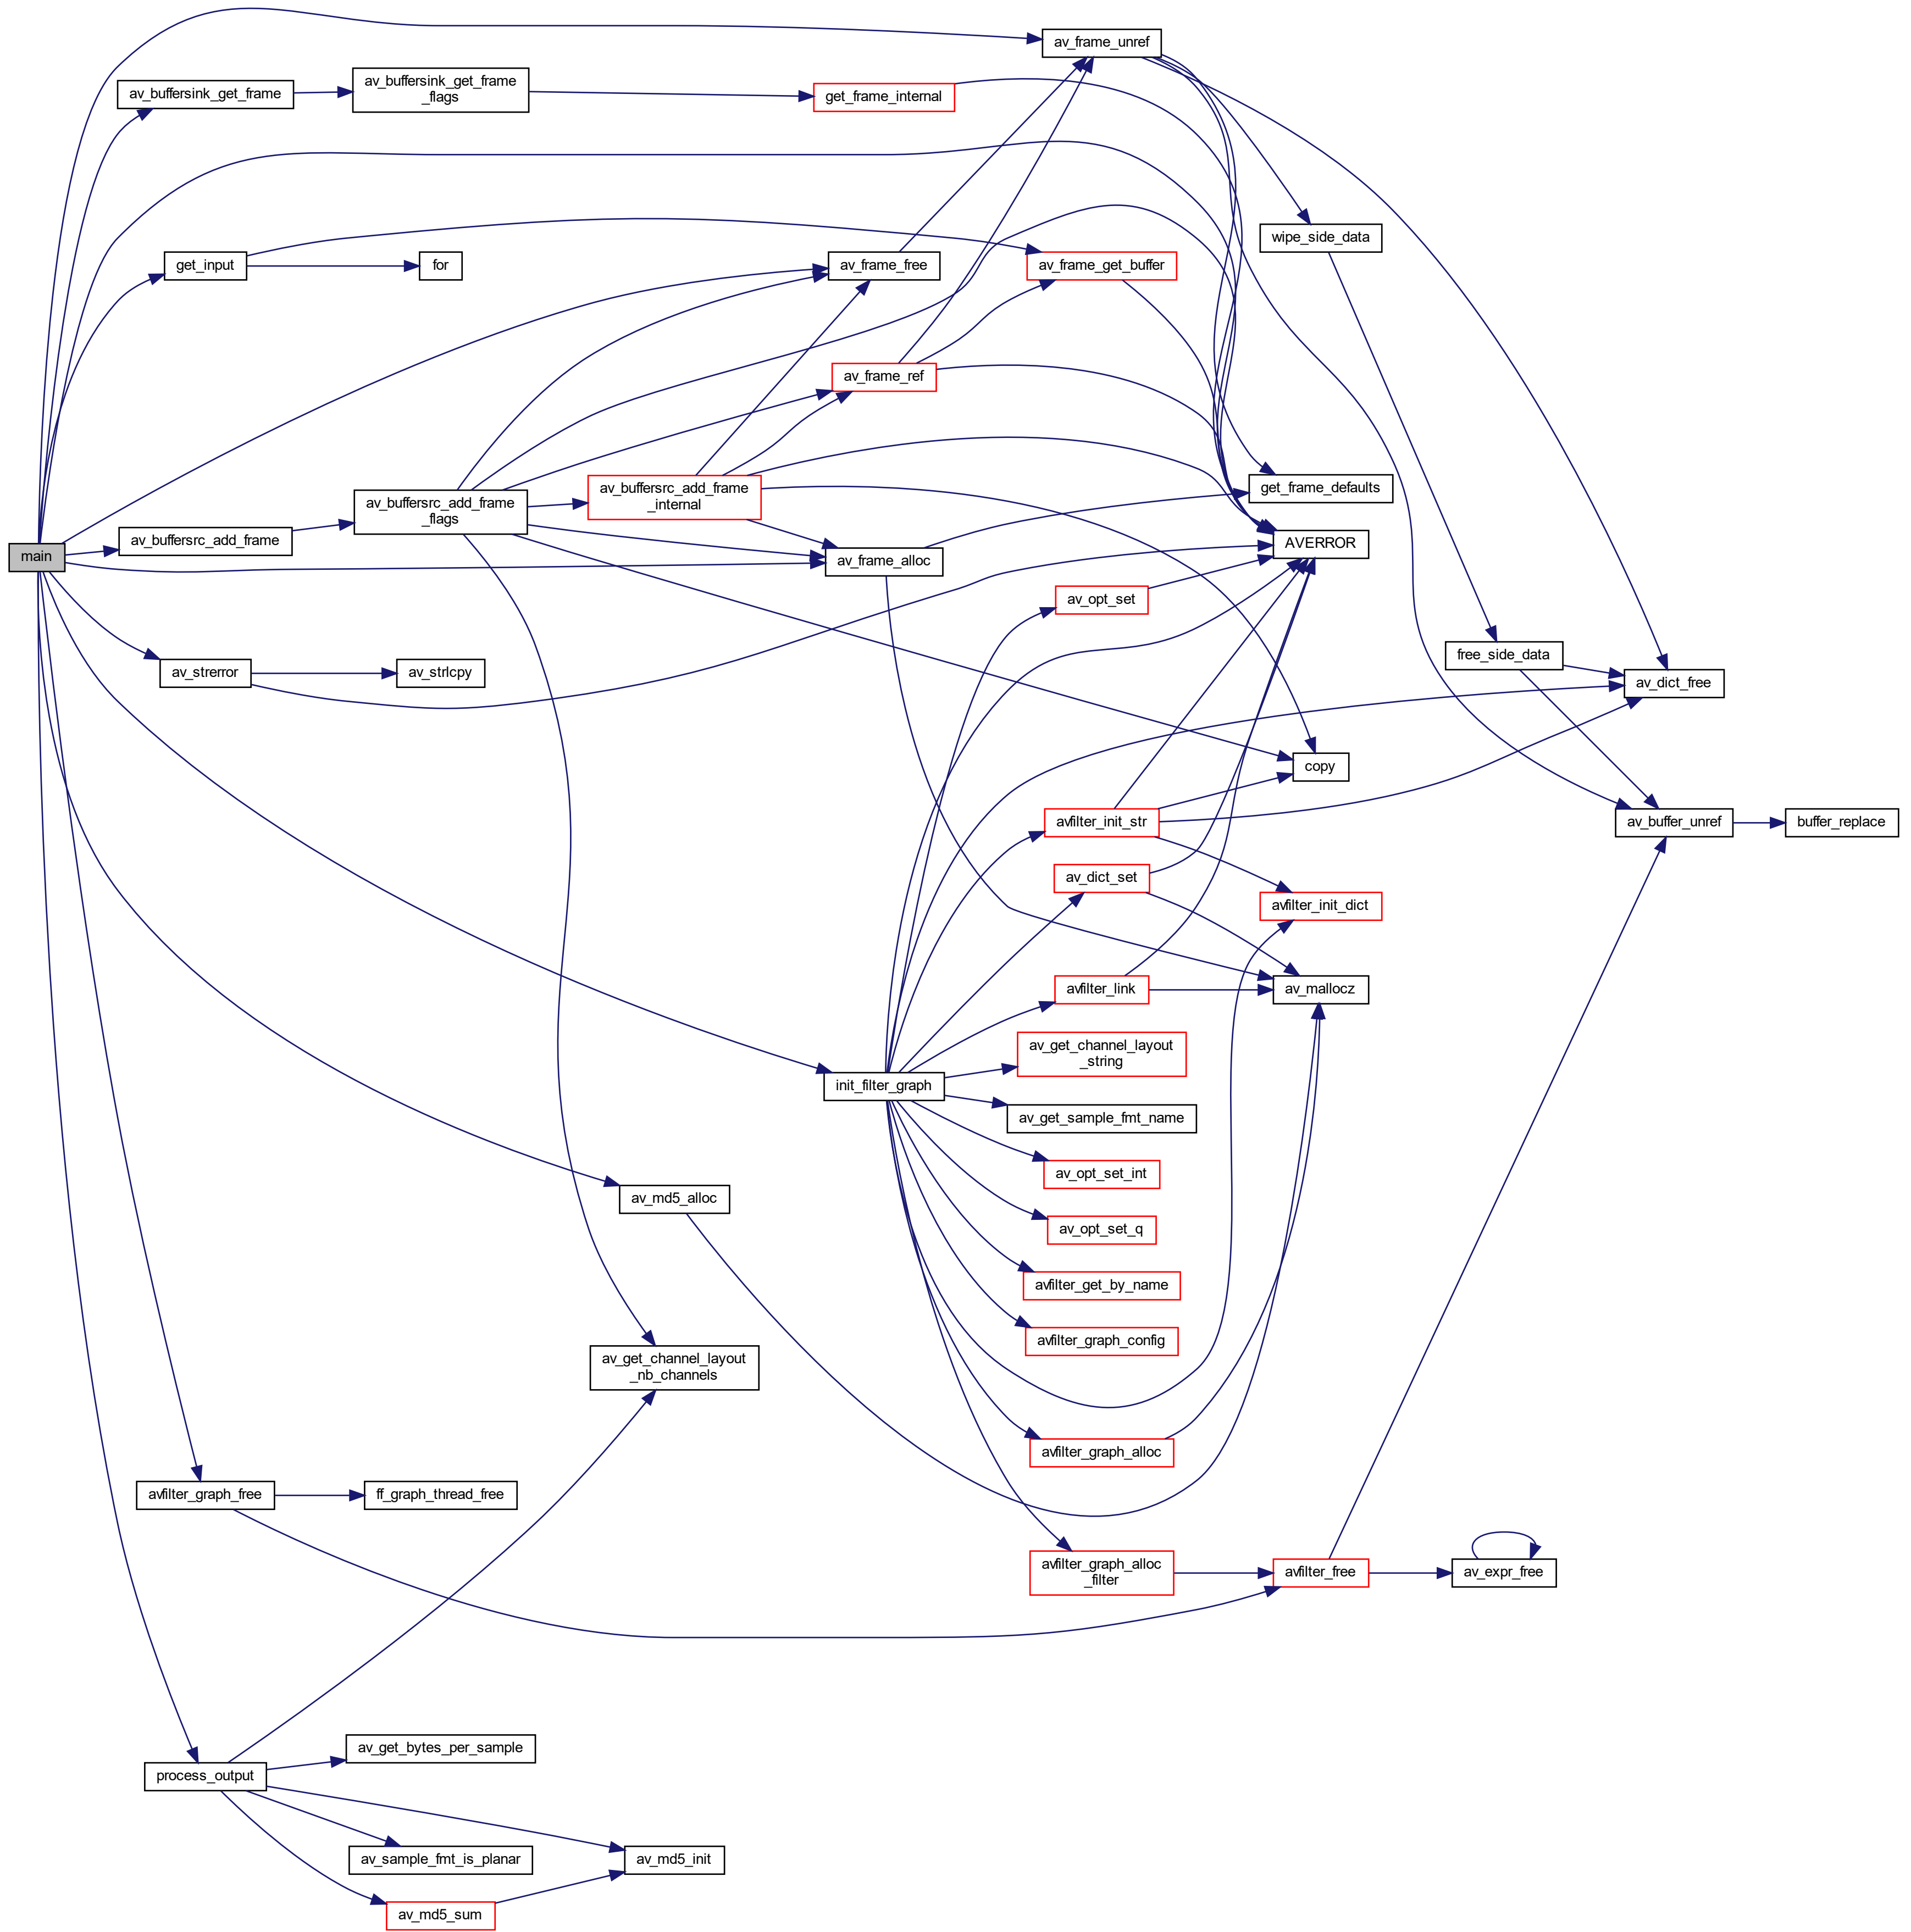 av_frame_unref
av_buffersink_get_frame
av_buffersink_get_frame
_flags
get_frame_internal
wipe_side_data
get_input
for
av_frame_free
av_frame_get_buffer
av_frame_ref
av_buffersrc_add_frame
_internal
get_frame_defaults
av_buffersrc_add_frame
_flags
av_buffersrc_add_frame
AVERROR
main
av_frame_alloc
av_opt_set
free_side_data
av_strerror
av_strlcpy
av_dict_free
copy
avfilter_init_str
av_buffer_unref
buffer_replace
av_dict_set
avfilter_init_dict
avfilter_link
av_mallocz
av_get_channel_layout
_string
init_filter_graph
av_get_sample_fmt_name
av_opt_set_int
av_md5_alloc
av_opt_set_q
avfilter_get_by_name
avfilter_graph_config
av_get_channel_layout
_nb_channels
avfilter_graph_alloc
avfilter_graph_free
ff_graph_thread_free
avfilter_graph_alloc
_filter
avfilter_free
av_expr_free
av_get_bytes_per_sample
process_output
av_sample_fmt_is_planar
av_md5_init
av_md5_sum